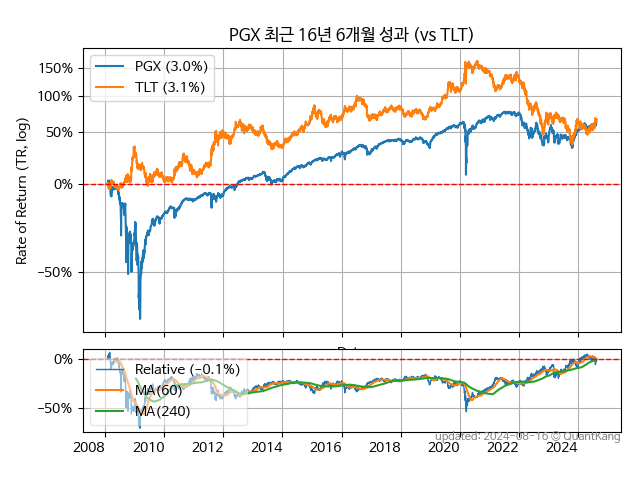 PGX 최근 16년 6개월 성과 (vs TLT)
Rate of Return (TR, log)
150%
100%
50%
0%
−50%
PGX (3.0%)
TLT (3.1%)
0%
−50%
Relative (−0.1%)
MA(60)
MA(240)
2008 2010 2012 2014 2016 2018 2020 2022 2024
updated: 2024-08-16 © QuantKang